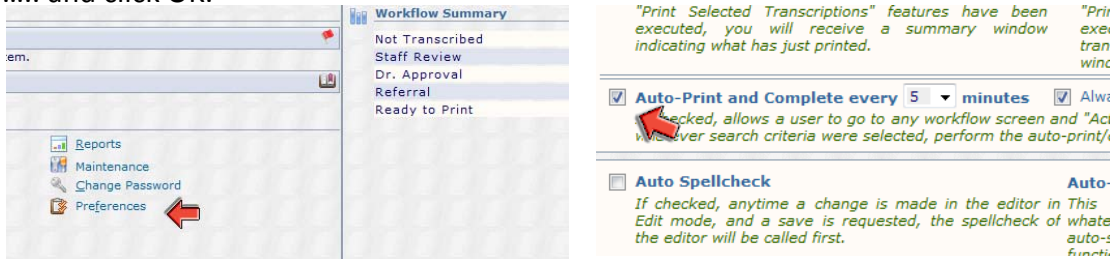 and click OK.
Workflow Summary
Not Transcribed
Staff Review
Dr. Approval
Referral
Ready to Print
Reports
Maintenance
Change Password
Preferences
"Print Selected Transcriptions" features have been
executed, you will receive a summary window
indicating what has just printed.
Auto-Print and Complete every 5 minutes
checked, allows a user to go to any workflow screen and
search criteria were selected, perform the
Auto Spellcheck
If checked, anytime a change is made in the editor in This
Edit mode, and a save is requested, the spellcheck of
the editor will be called first.